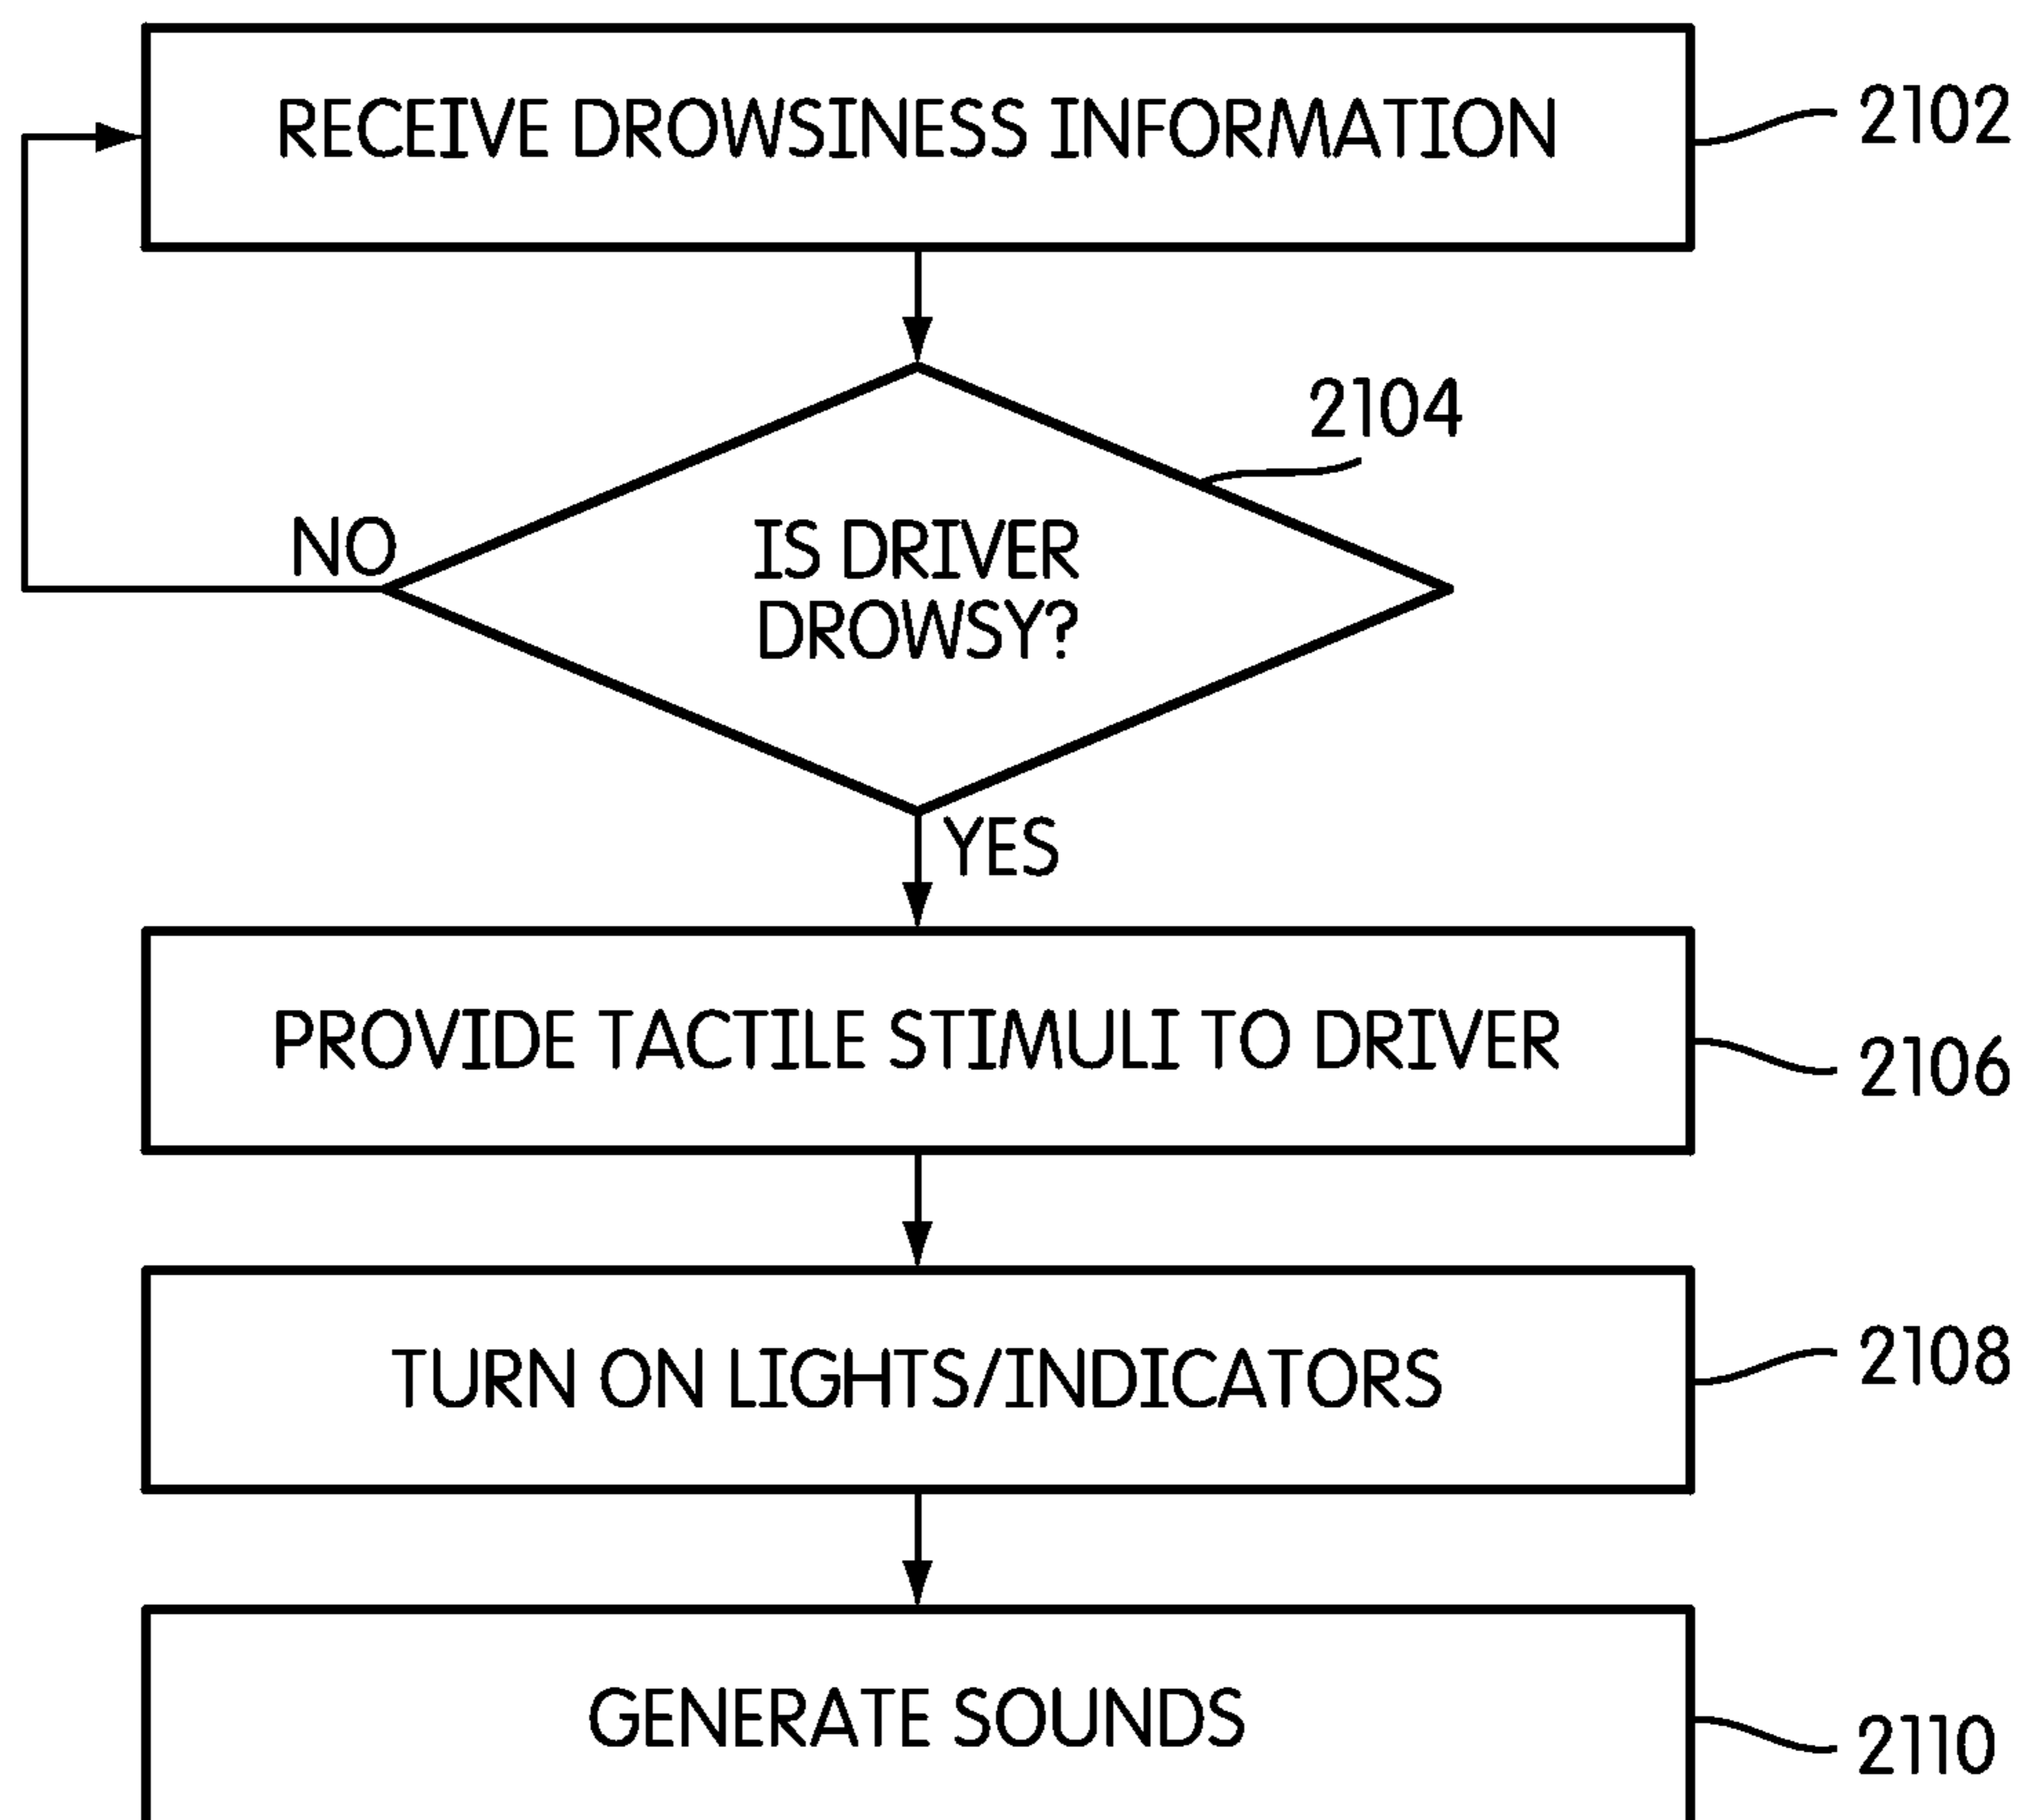 RECEIVE DROWSINESS INFORMATION
2102
2104
NO
IS DRIVER
DROWSY?
YES
PROVIDE TACTILE STIMULI TO DRIVER
2106
TURN ON LIGHTS/INDICATORS
2108
GENERATE SOUNDS
2110